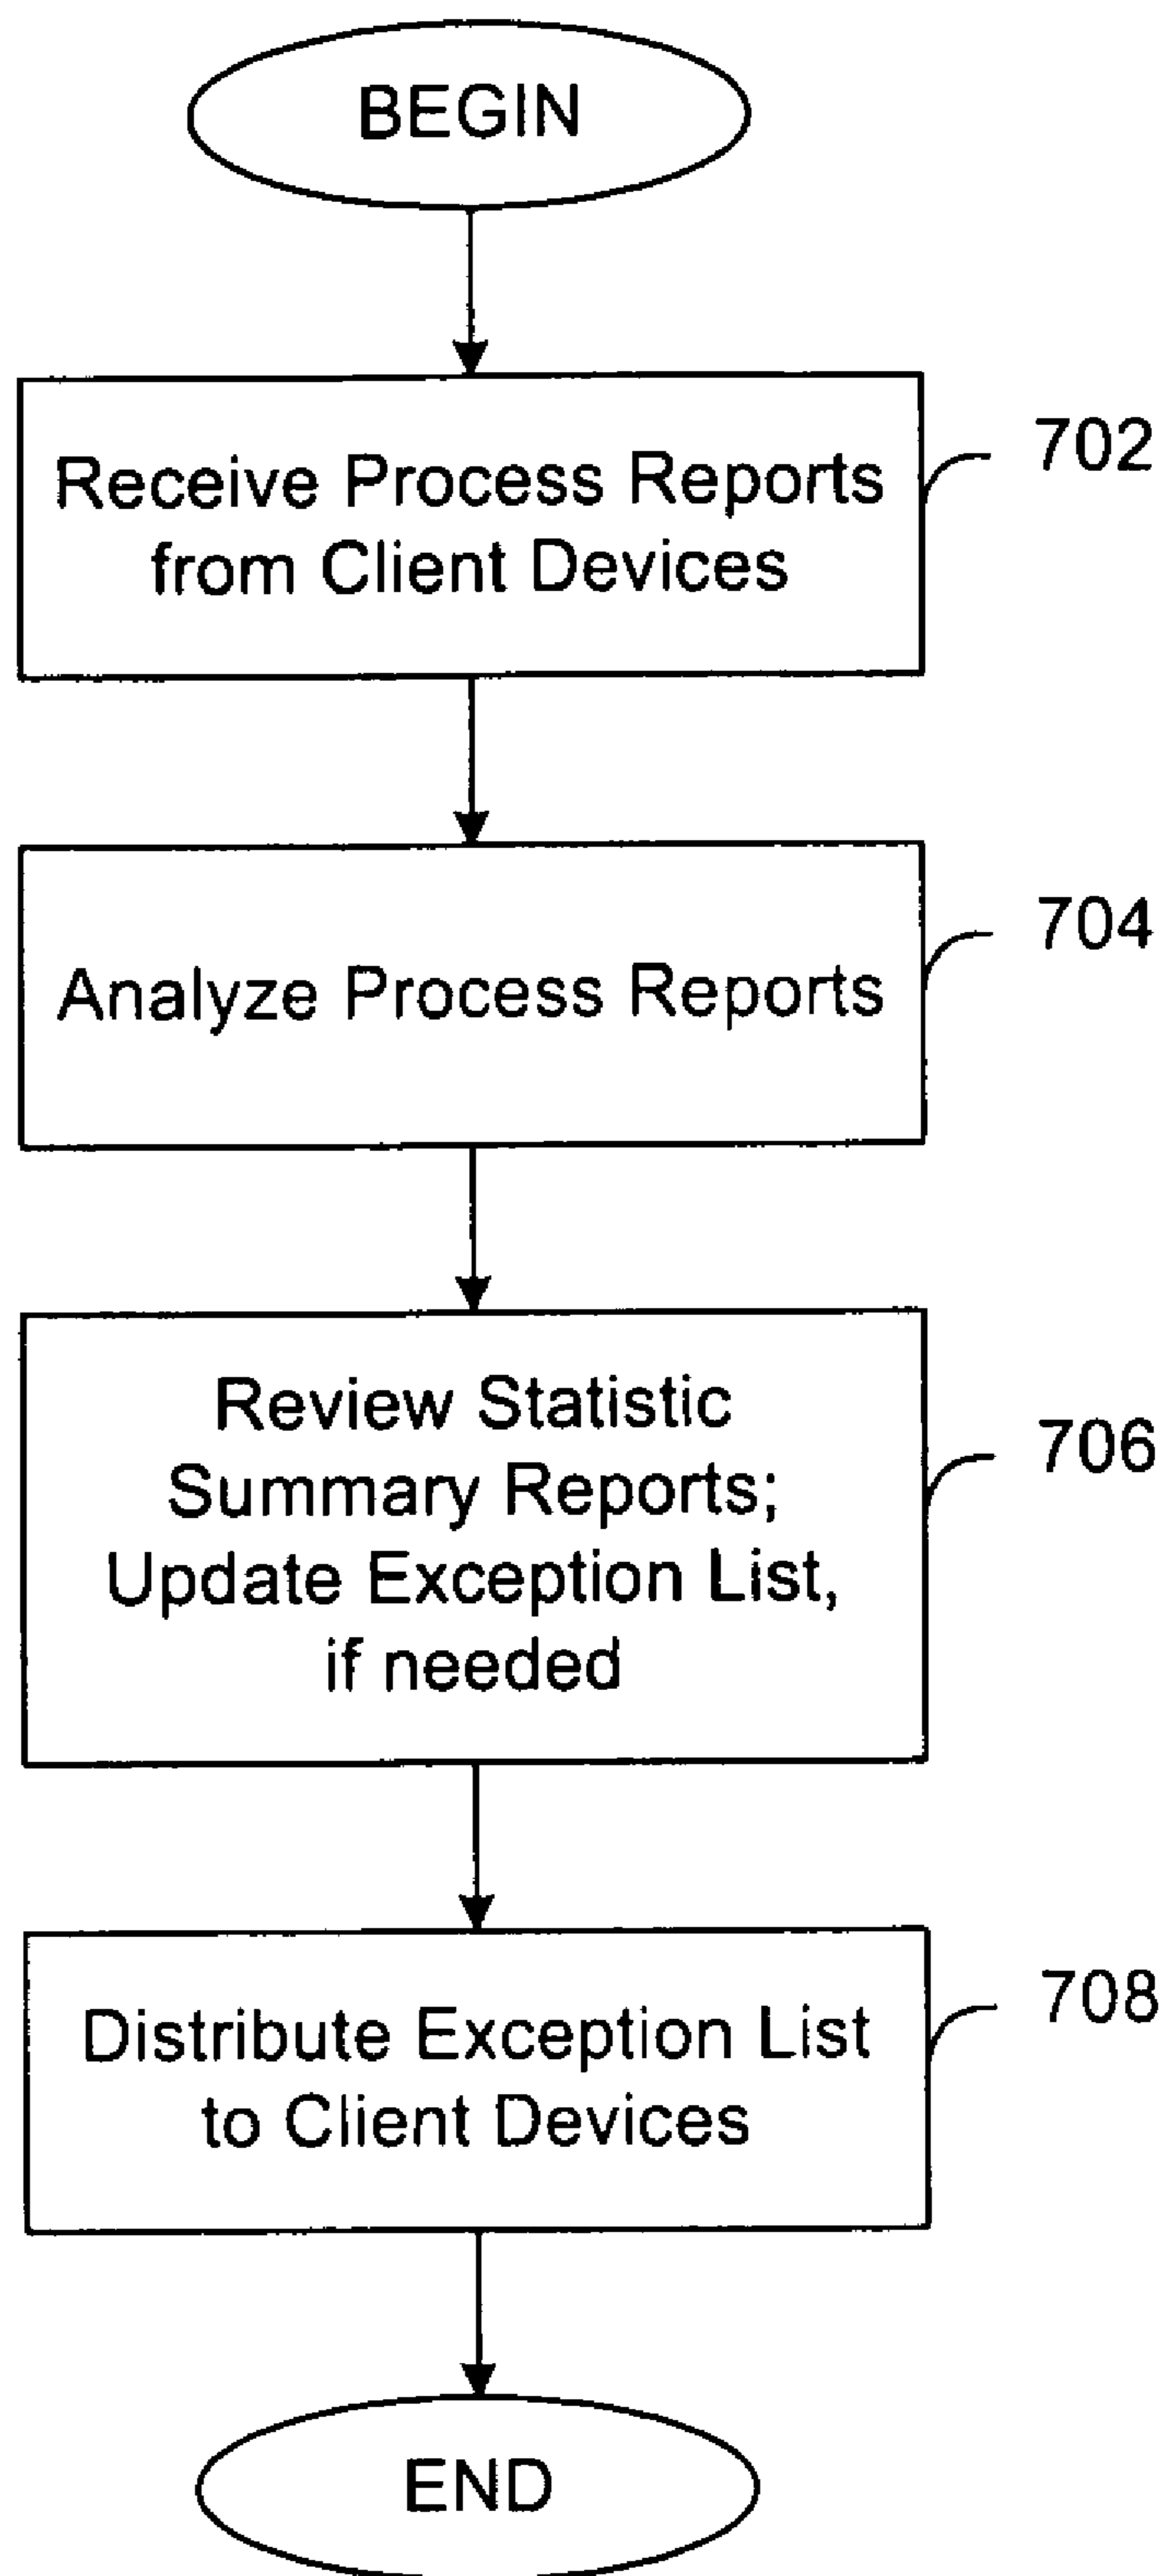 BEGIN
Receive Process Reports
from Client Devices
702
Analyze Process Reports
704
Review Statistic
Summary Reports;
Update Exception List,
if needed
706
Distribute Exception List
to Client Devices
708
END